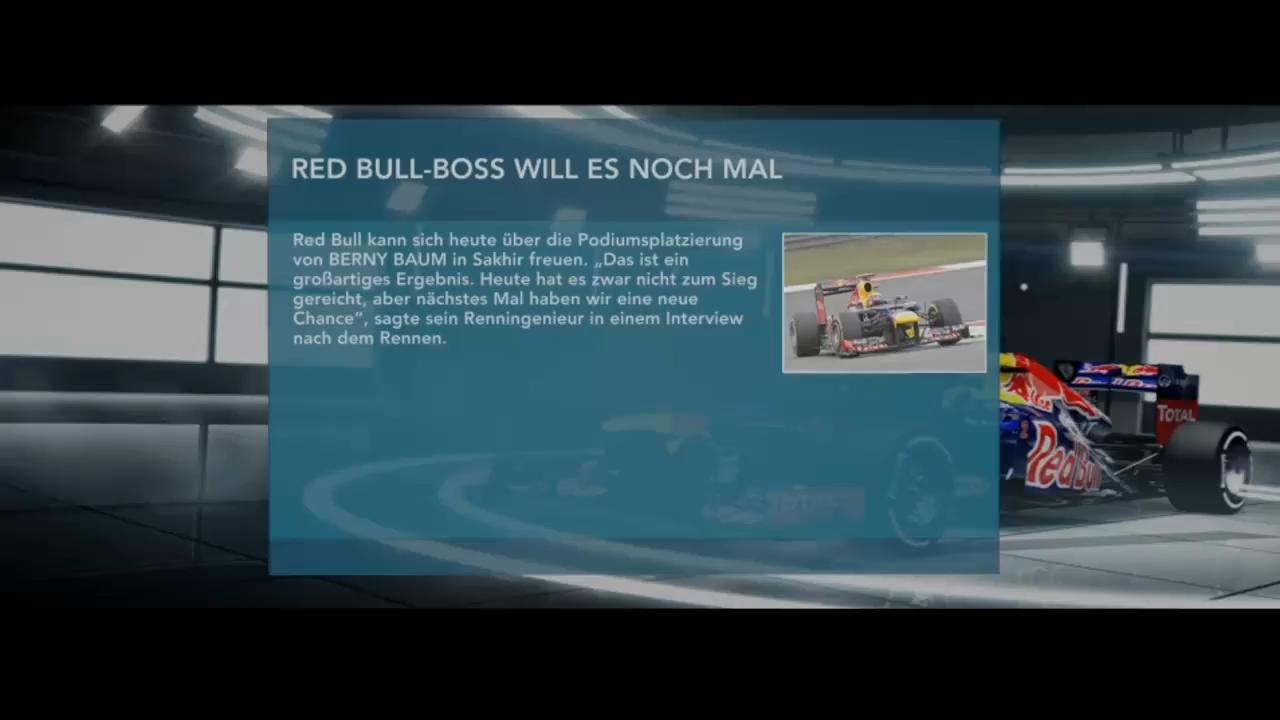 RED BULL-BOSS WILL ES NOCH MAL
Red Bull kann sich heute über die Podiumsplatzierung
von BERNY BAUM in Sakhir freuen. „Das ist ein
großartiges Ergebnis. Heute hat es zwar nicht zum Sieg
gereicht, aber nächstes Mal haben wir eine neue
Chance“, sagte sein Renningenieur in einem Interview
nach dem Rennen.
TOTAL
Red Bull